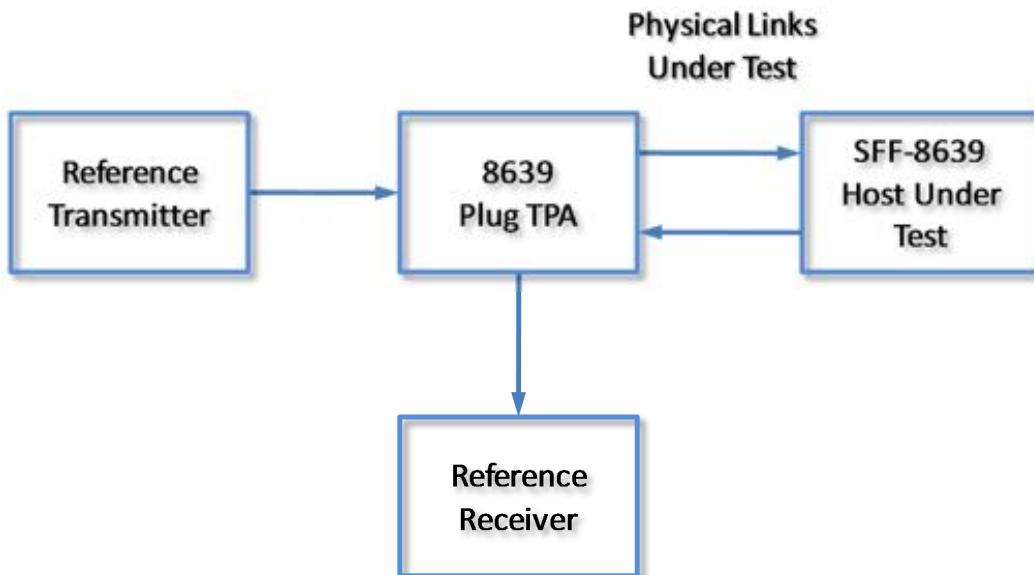 Physical Links
Under Test
Reference
Transmitter
8639
Plug TPA
SFF-8639
Host Under
Test
Reference
Receiver